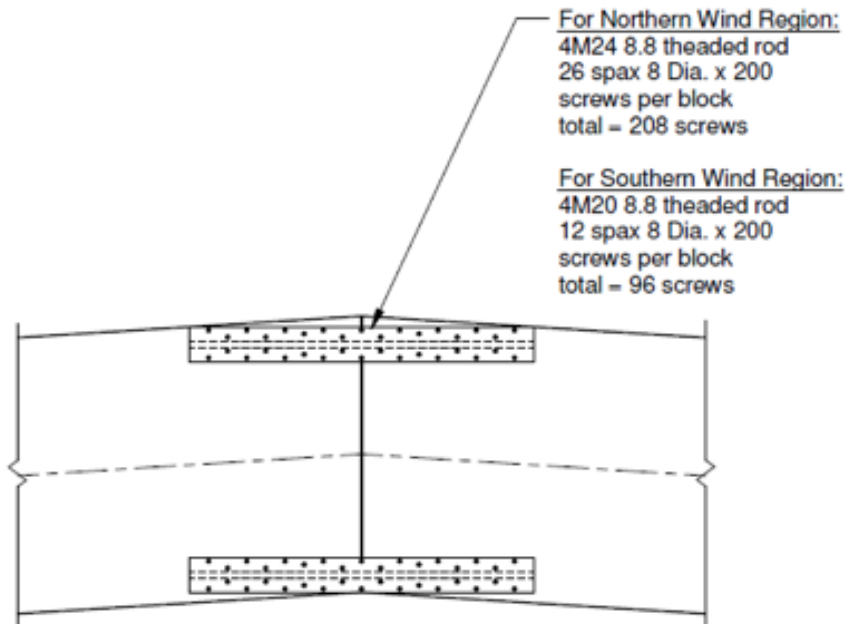 For Northern Wind Region:
4M24 8.8 theaded rod
26 spax 8 Dia. x 200
screws per block
total = 208 screws
For Southern Wind Region:
4M20 8.8 theaded rod
12 spax 8 Dia. x 200
screws per block
total = 96 screws